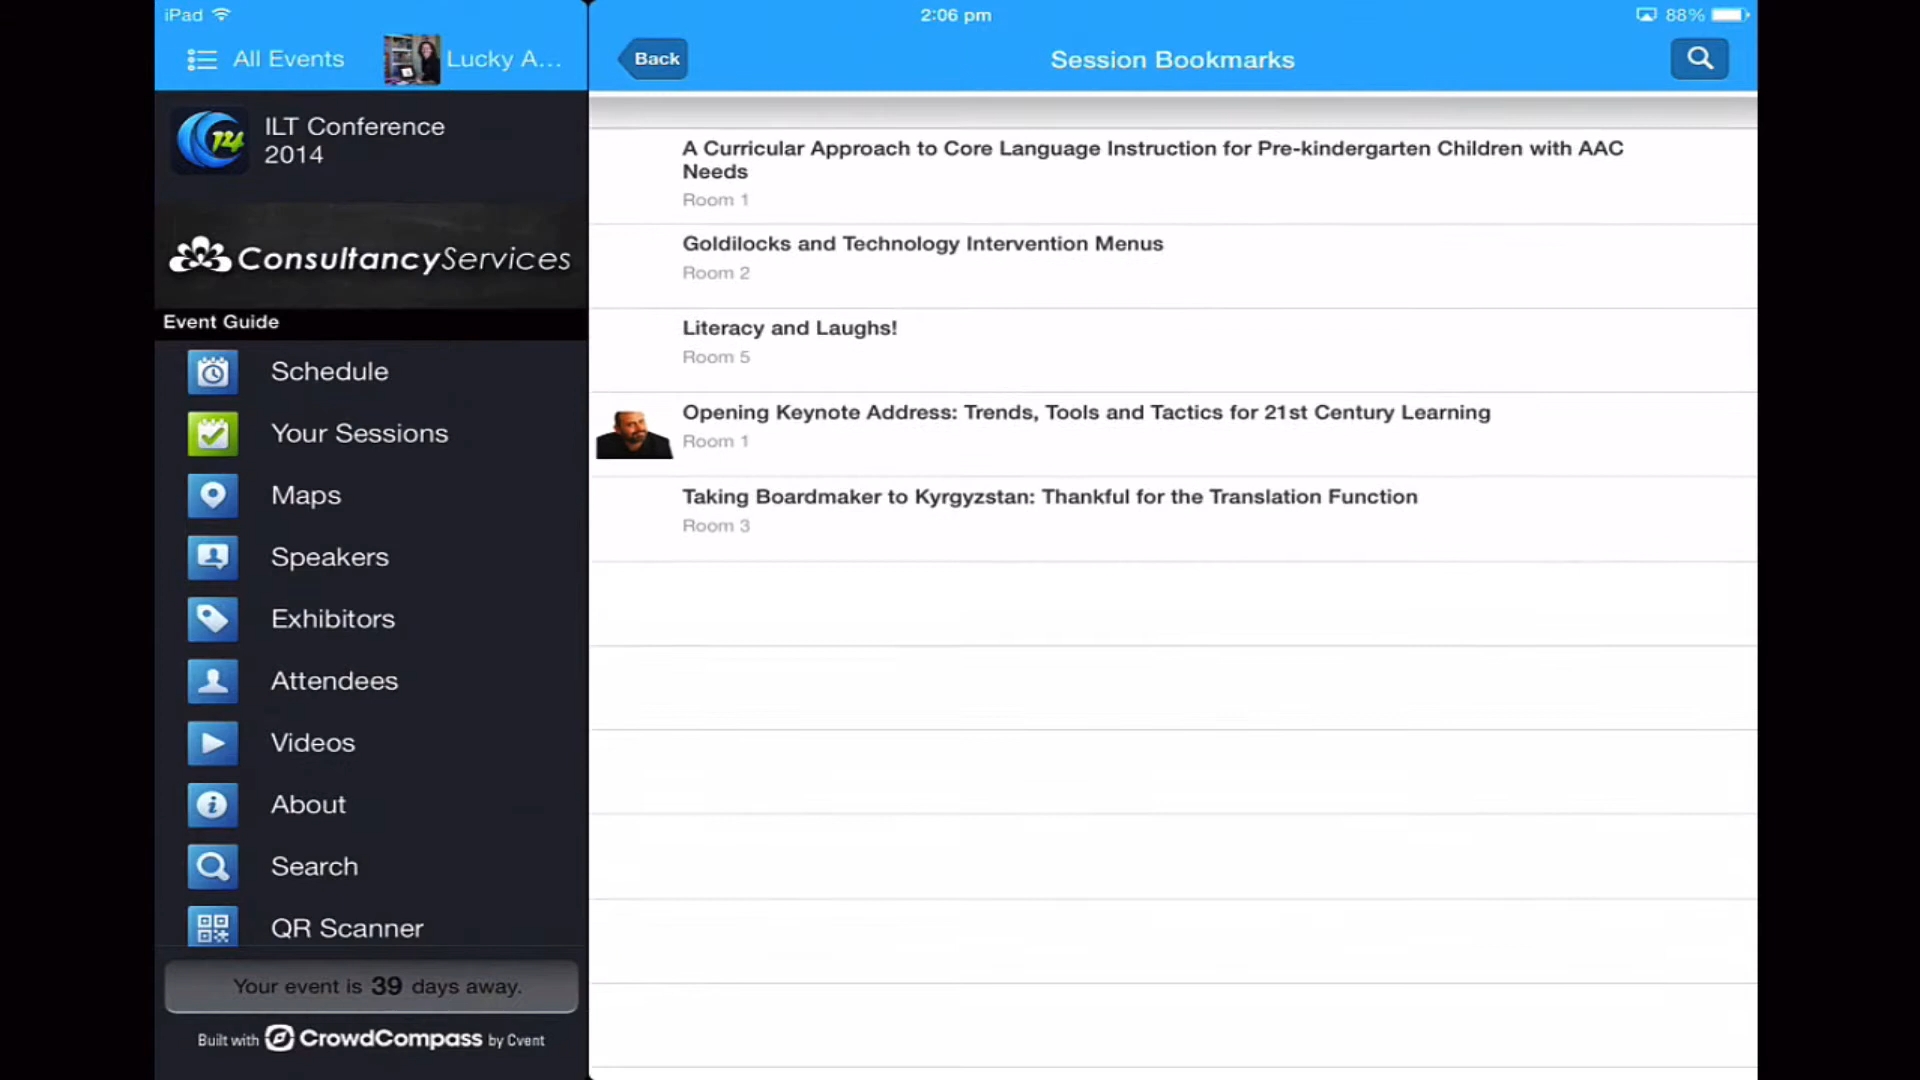 iPad
2:06 pm
88%
All Events
Lucky A...
Back
Session Bookmarks
ILT Conference
2014
ConsultancyServices
Event Guide
Schedule
Your Sessions
Maps
Speakers
Exhibitors
Attendees
Videos
About
Search
QR Scanner
Your event is 39 days away.
Built with CrowdCompass by Cvent
A Curricular Approach to Core Language Instruction for Pre-kindergarten Children with AAC
Needs
Room 1
Goldilocks and Technology Intervention Menus
Room 2
Literacy and Laughs!
Room 5
Opening Keynote Address: Trends, Tools and Tactics for 21st Century Learning
Room 1
Taking Boardmaker to Kyrgyzstan: Thankful for the Translation Function
Room 3